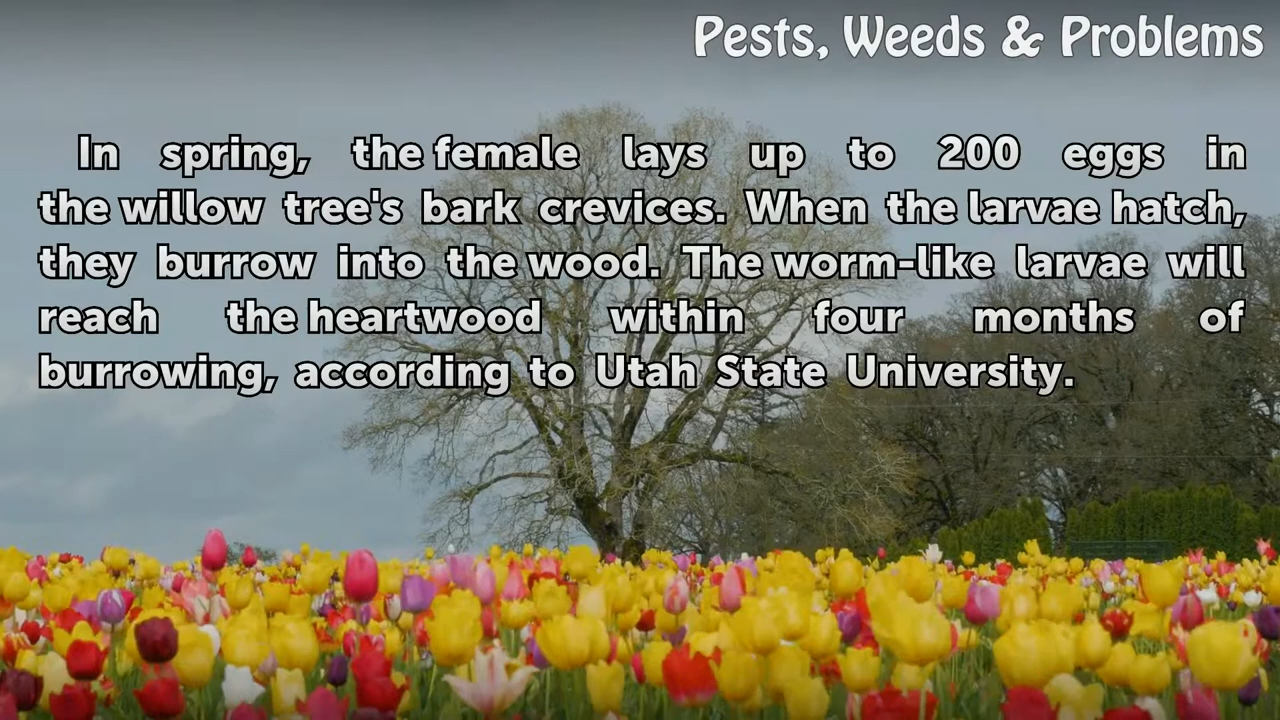 Pests, Weeds & Problems
In spring, the female lays up to 200 eggs in
the willow tree's bark crevices. When the larvae hatch,
they burrow into the wood. The worm-like larvae will
reach the heartwood within four months of
burrowing, according to Utah State University.